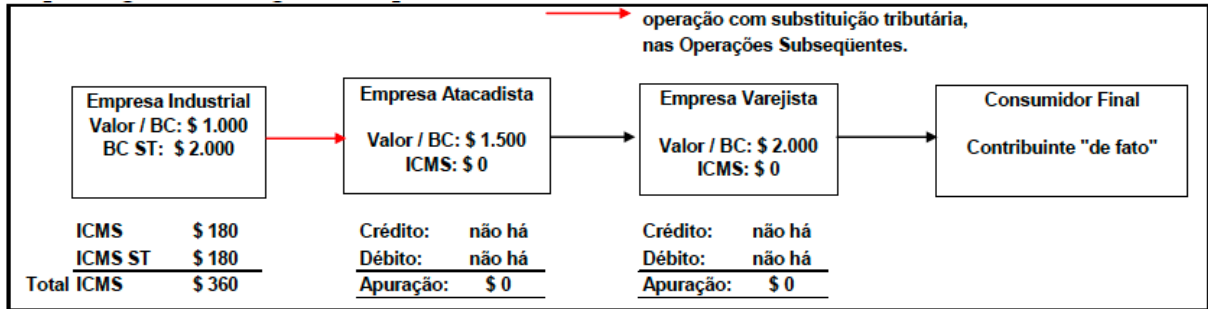 operação com substituição tributária,
nas Operações Subseqüentes.
Empresa Industrial
Valor / BC: $ 1.000
BC ST: $ 2.000
Empresa Atacadista
Valor / BC: $ 1.500
ICMS: $ 0
Empresa Varejista
Valor / BC: $ 2.000
ICMS: $ 0
Consumidor Final
Contribuinte "de fato"
ICMS $ 180
ICMS ST $ 180
Total ICMS $ 360
Crédito: não há
Débito: não há
Apuração: $ 0
Crédito: não há
Débito: não há
Apuração: $ 0